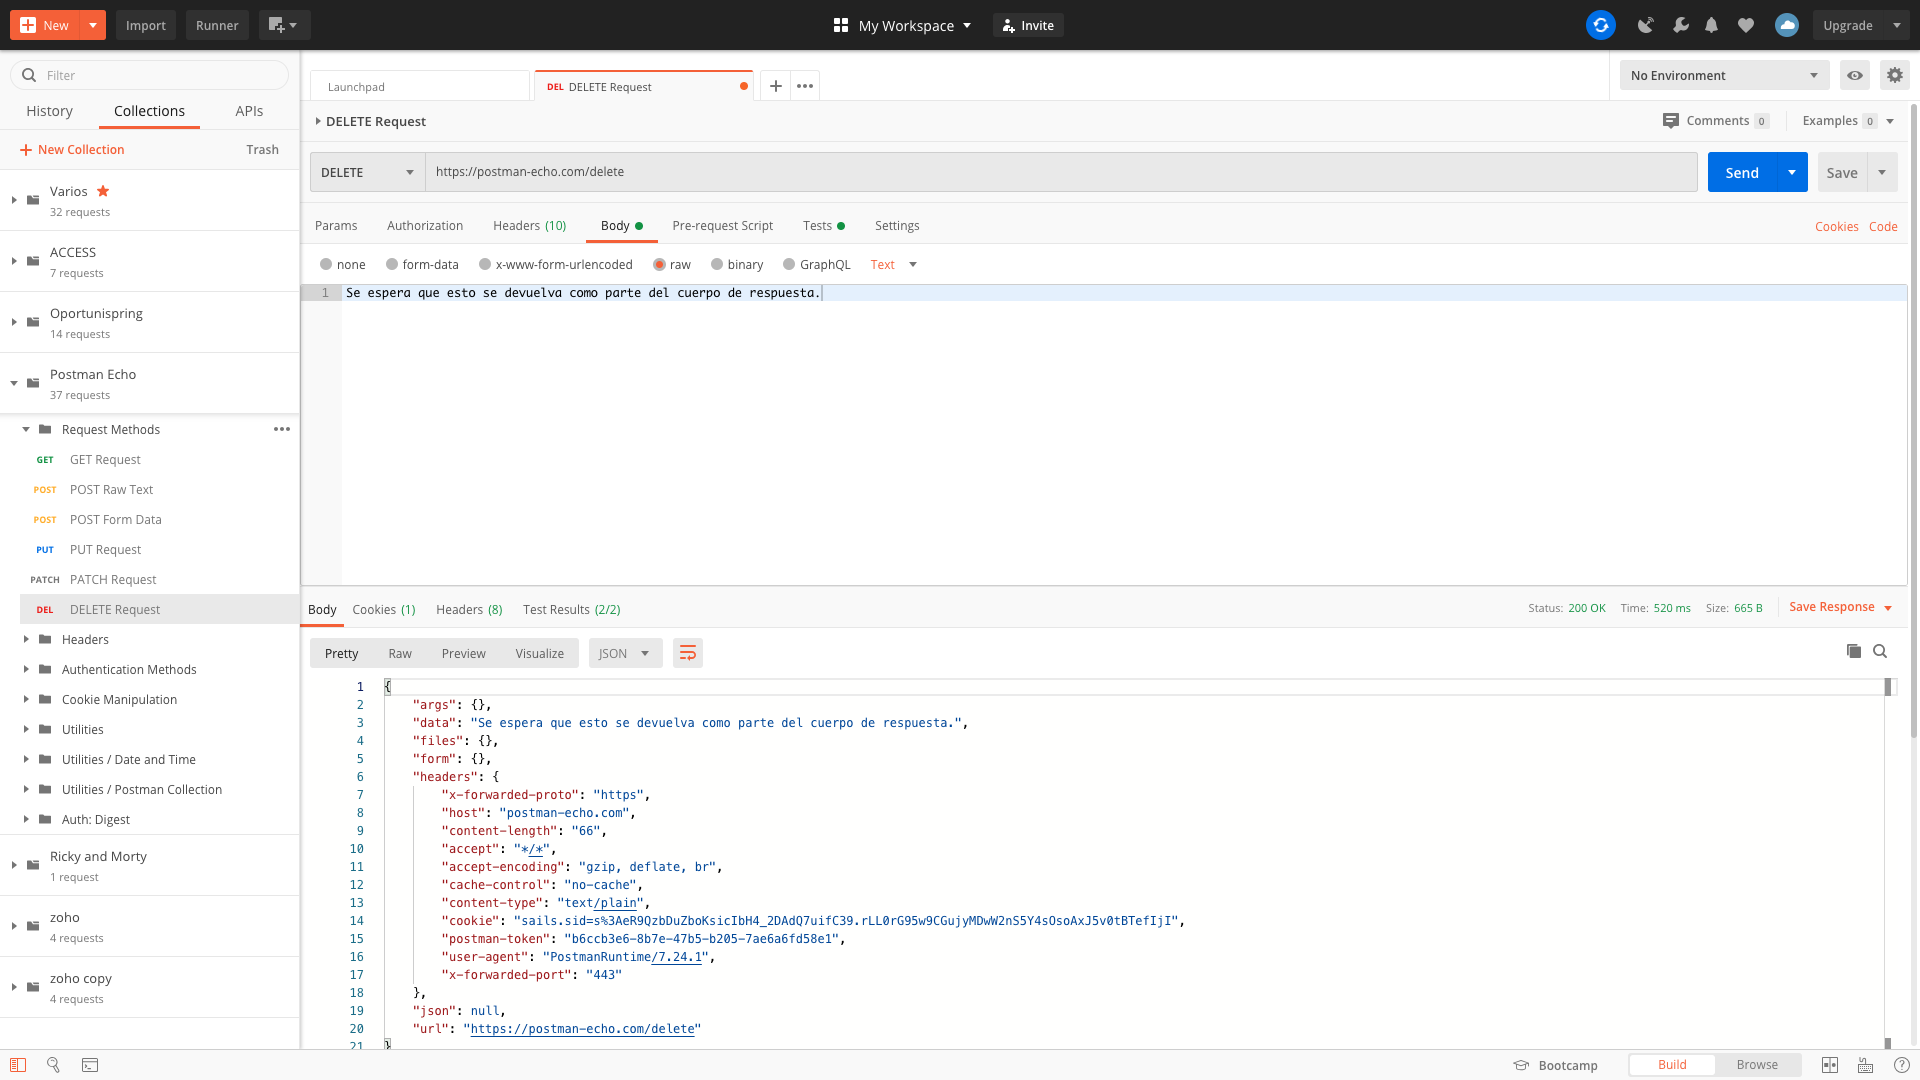 New
Import
Runner
My Workspace
Invite
Upgrade
Filter
History
Collections
APIs
New Collection
Trash
Varios
32 requests
ACCESS
7 requests
Oportunispring
14 requests
Postman Echo
37 requests
Request Methods
GET GET Request
POST POST Raw Text
POST POST Form Data
PUT PUT Request
PATCH PATCH Request
DEL DELETE Request
Headers
Authentication Methods
Cookie Manipulation
Utilities
Utilities / Date and Time
Utilities / Postman Collection
Auth: Digest
Ricky and Morty
1 request
zoho
4 requests
zoho copy
4 requests
Launchpad
DEL DELETE Request
No Environment
DELETE Request
Comments 0
Examples 0
DELETE
https://postman-echo.com/delete
Send
Save
Params
Authorization
Headers (10)
Body
Pre-request Script
Tests
Settings
Cookies
Code
none
form-data
x-www-form-urlencoded
raw
binary
GraphQL
Text
1 Se espera que esto se devuelva como parte del cuerpo de respuesta.
Body
Cookies (1)
Headers (8)
Test Results (2/2)
Status: 200 OK
Time: 520 ms
Size: 665 B
Save Response
Pretty
Raw
Preview
Visualize
JSON
1 {
2 "args": {},
3 "data": "Se espera que esto se devuelva como parte del cuerpo de respuesta.",
4 "files": {},
5 "form": {},
6 "headers": {
7 "x-forwarded-proto": "https",
8 "host": "postman-echo.com",
9 "content-length": "66",
10 "accept": "*/*",
11 "accept-encoding": "gzip, deflate, br",
12 "cache-control": "no-cache",
13 "content-type": "text/plain",
14 "cookie": "sails.sid=s%3AeR9QzbDuZboKsicIbH4_2DAdQ7uifC39.rLL0rG95w9CGujyMDwW2nS5Y4sOsoAxJ5v0tBTefIjI",
15 "postman-token": "b6ccb3e6-8b7e-47b5-b205-7ae6a6fd58e1",
16 "user-agent": "PostmanRuntime/7.24.1",
17 "x-forwarded-port": "443"
18 },
19 "json": null,
20 "url": "https://postman-echo.com/delete"
21 }
Bootcamp
Build
Browse